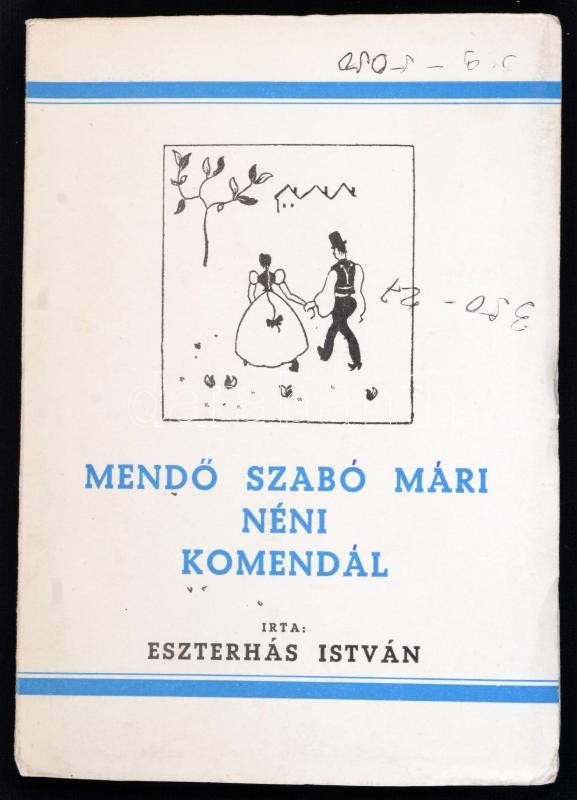 MENDŐ SZABÓ MÁRI
NÉNI
KOMENDÁL
IRTA:
ESZTERHÁS ISTVÁN